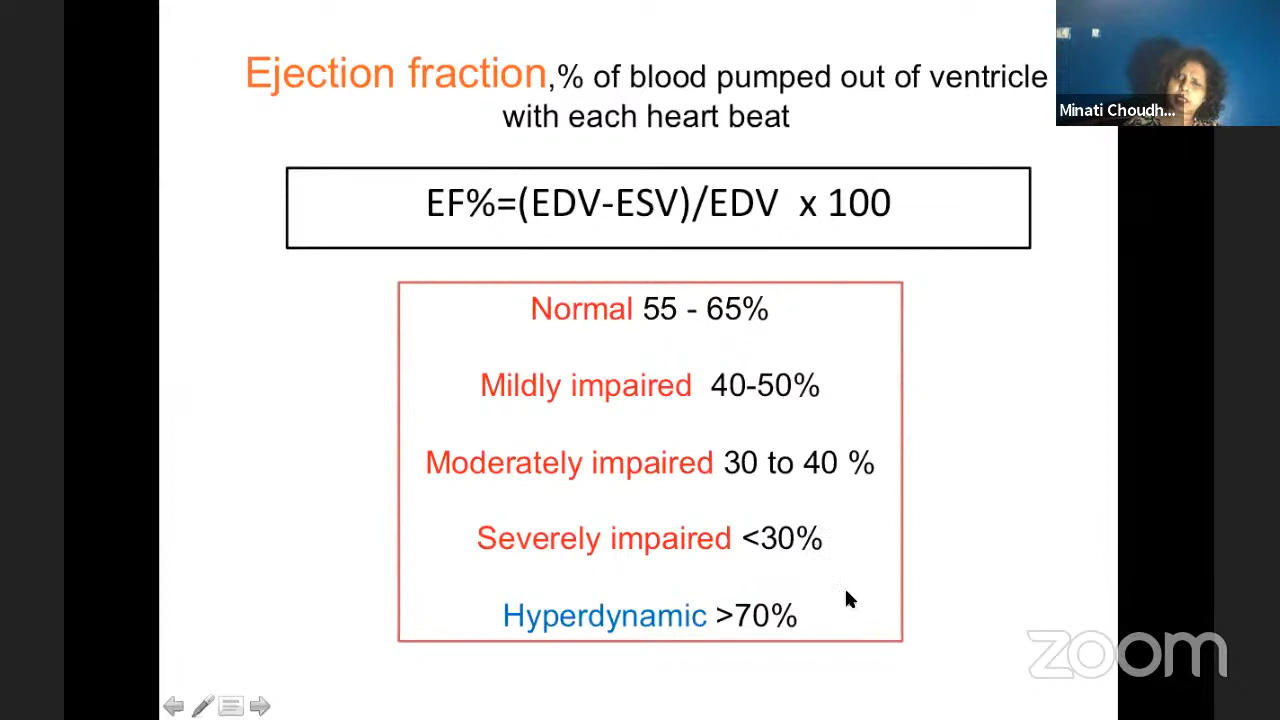 Ejection fraction,% of blood pumped out of ventricle
with each heart beat
Minati Choudh...
EF%=(EDV-ESV)/EDV x 100
Normal 55 - 65%
Mildly impaired 40-50%
Moderately impaired 30 to 40 %
Severely impaired <30%
Hyperdynamic >70%
zoom